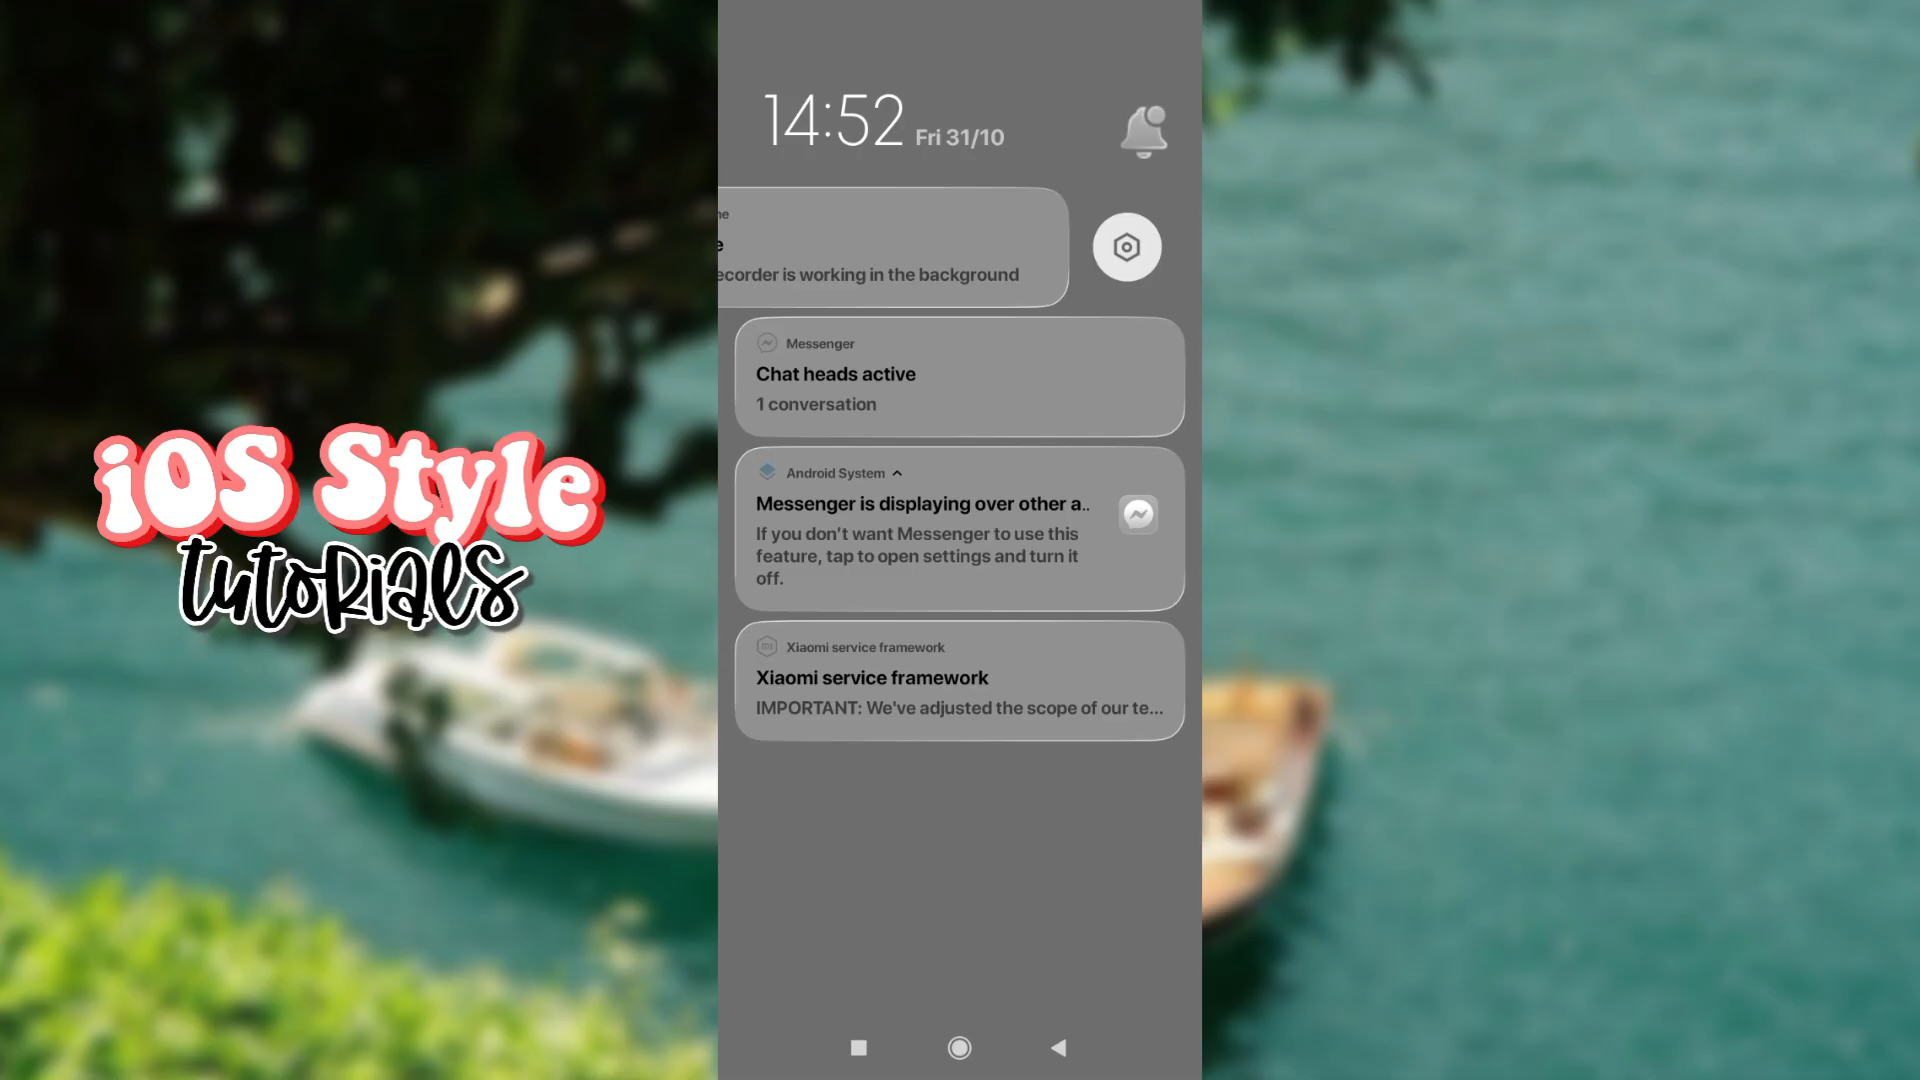 iOS Style
tutorials
14:52 Fri 31/10
ecorder is working in the background
Messenger
Chat heads active
1 conversation
Android System
Messenger is displaying over other a..
If you don't want Messenger to use this
feature, tap to open settings and turn it
off.
Xiaomi service framework
Xiaomi service framework
IMPORTANT: We've adjusted the scope of our te...